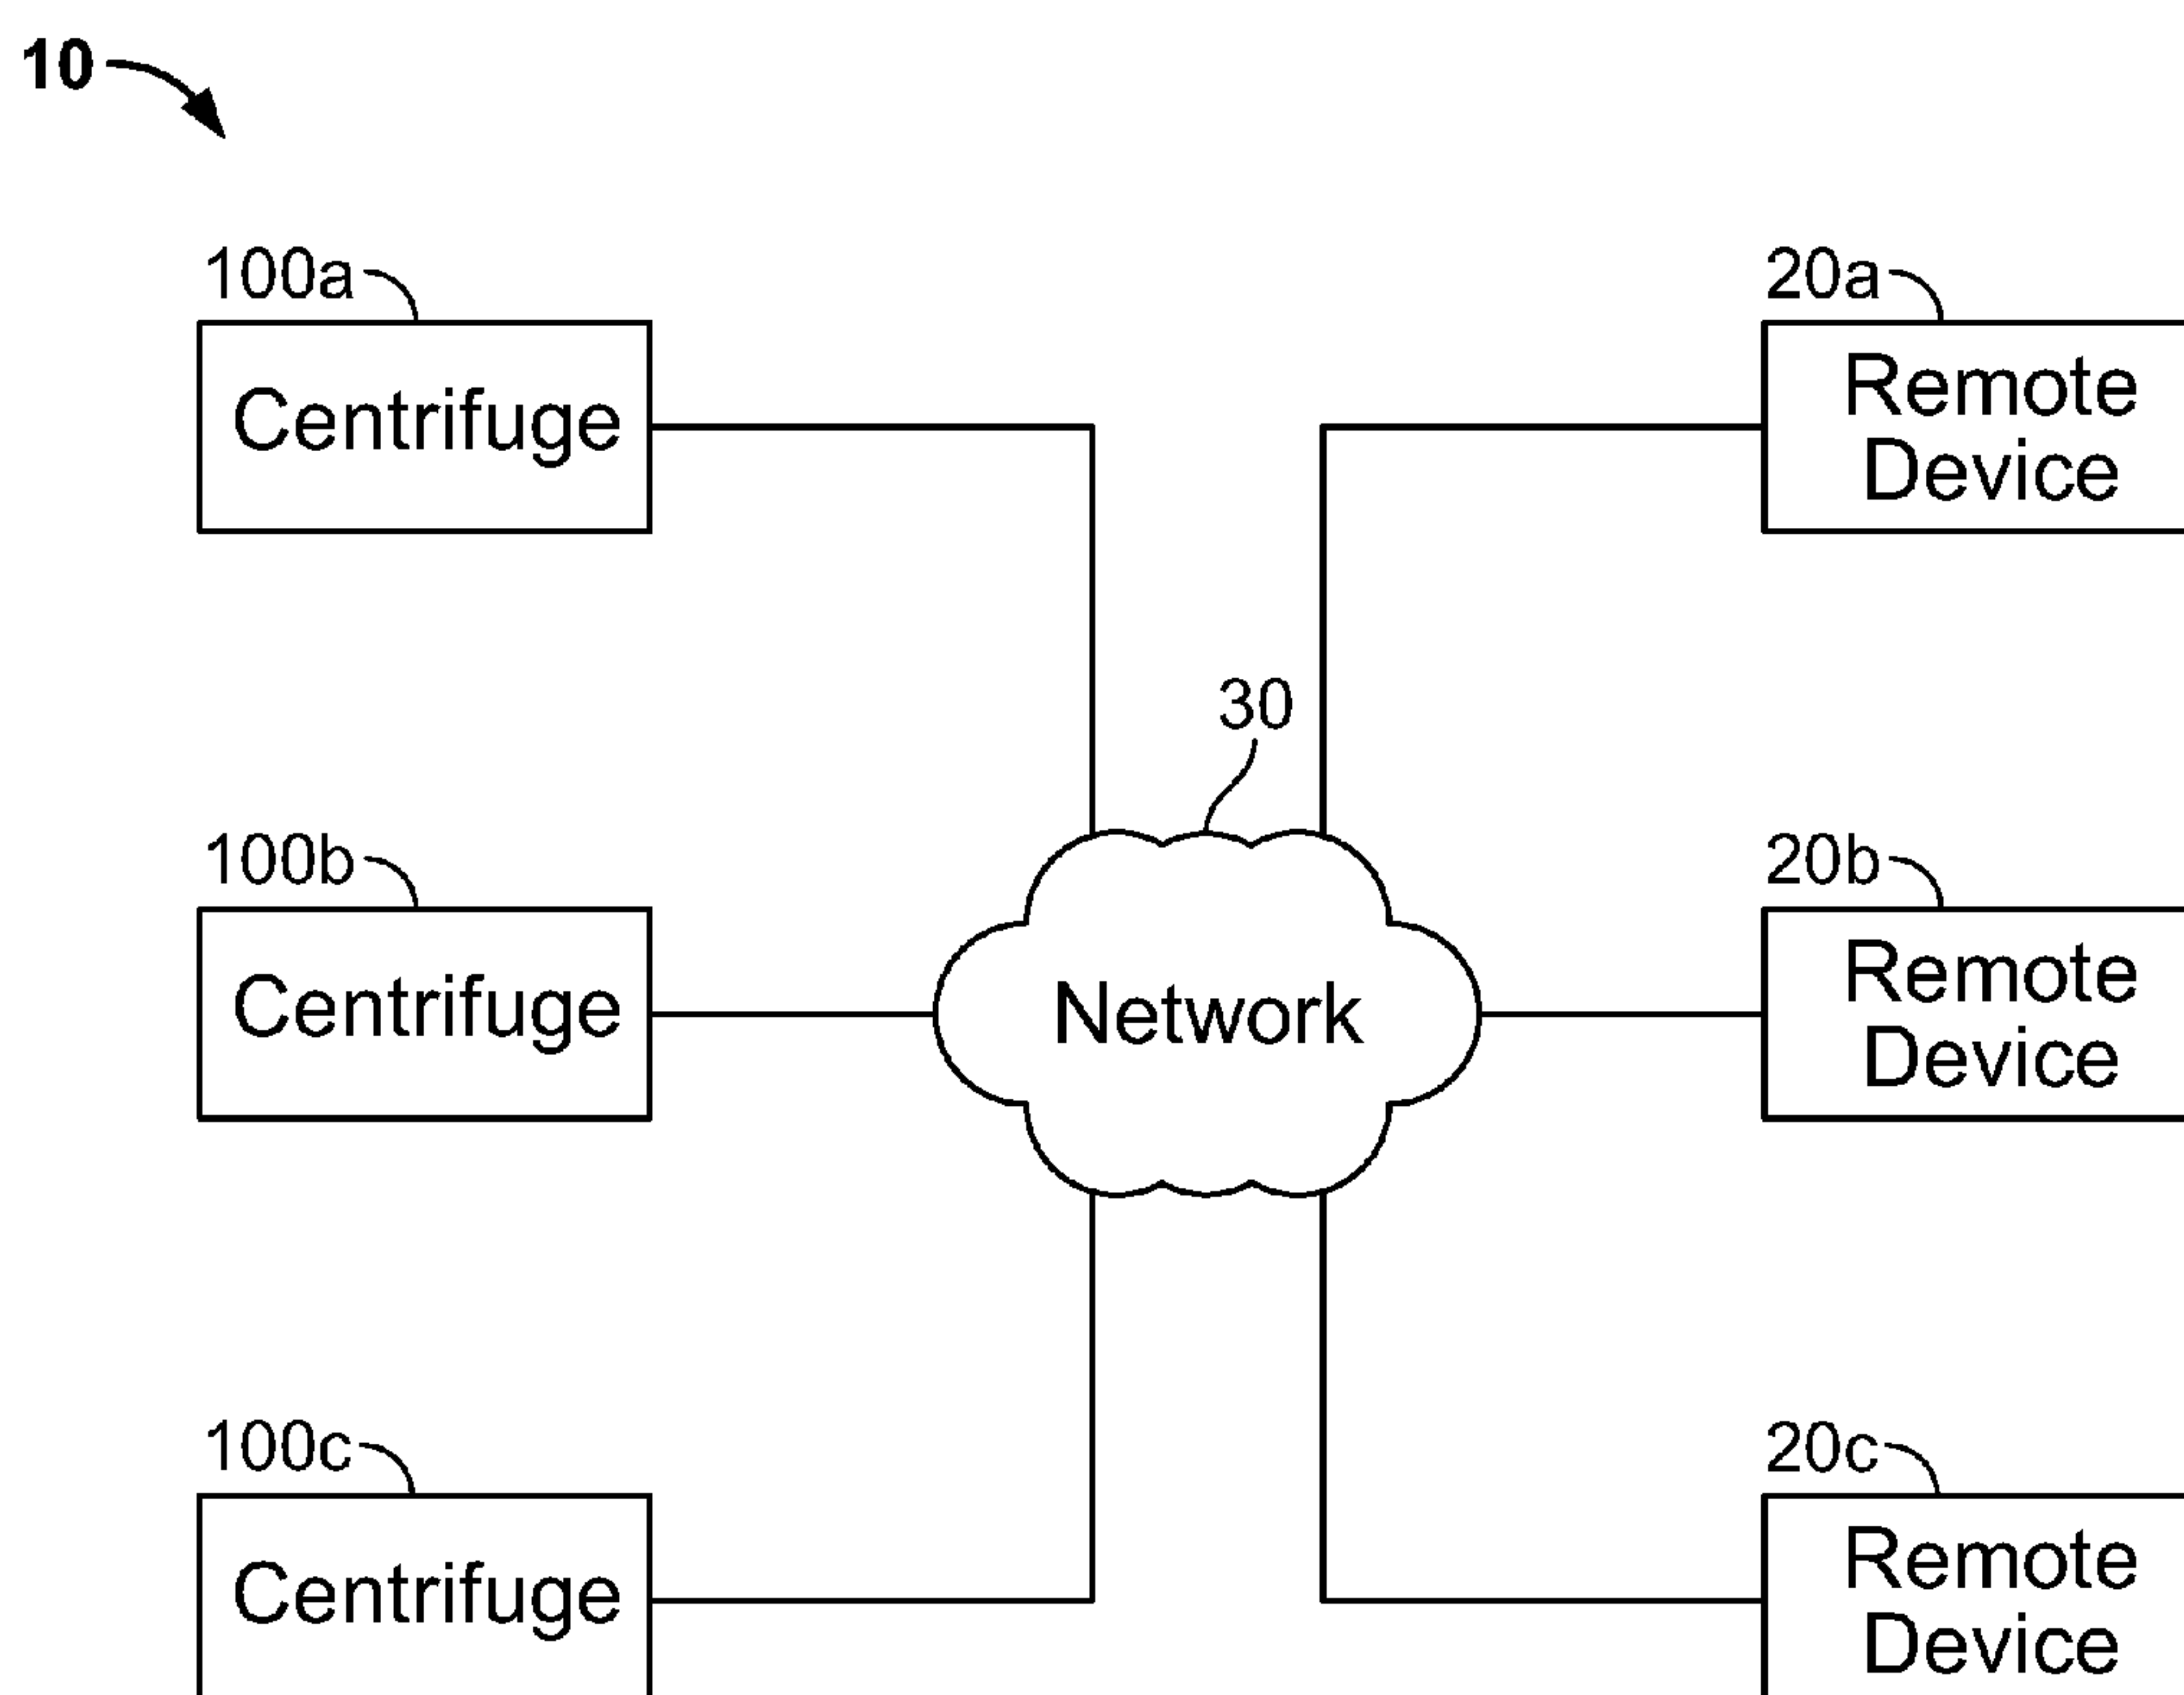 10
100a
20a
Centrifuge
Remote
Device
30
100b
20b
Centrifuge
Network
Remote
Device
100c
20c
Centrifuge
Remote
Device